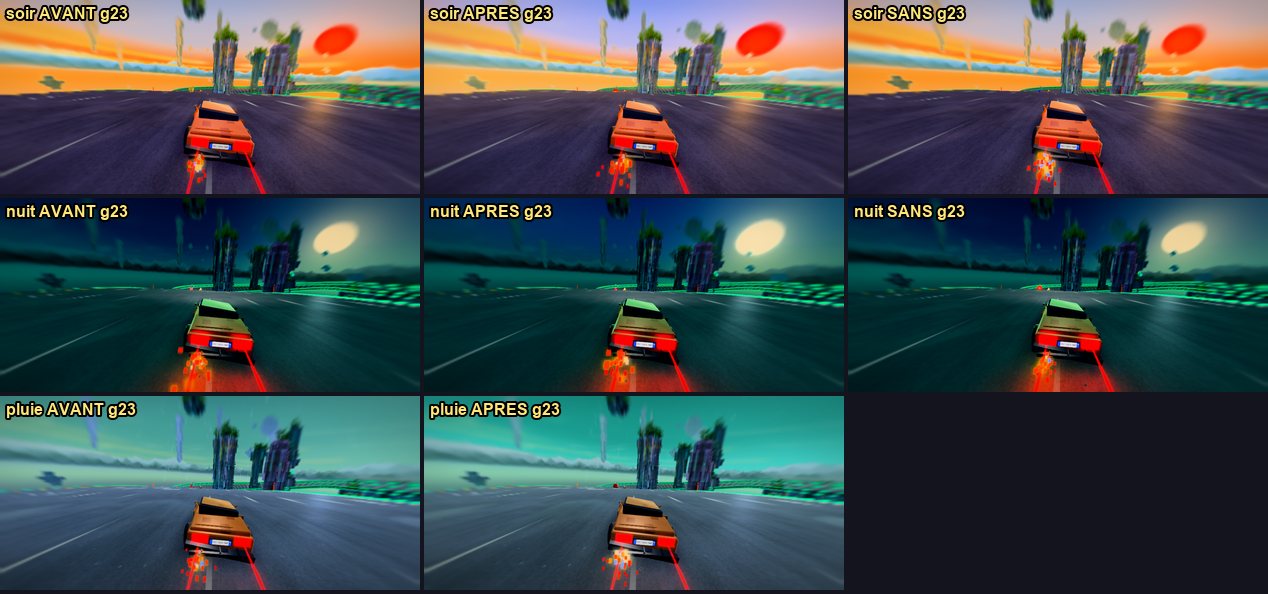 soir AVANT g23
soir APRES g23
soir SANS g23
nuit AVANT g23
nuit APRES g23
nuit SANS g23
pluie AVANT g23
pluie APRES g23